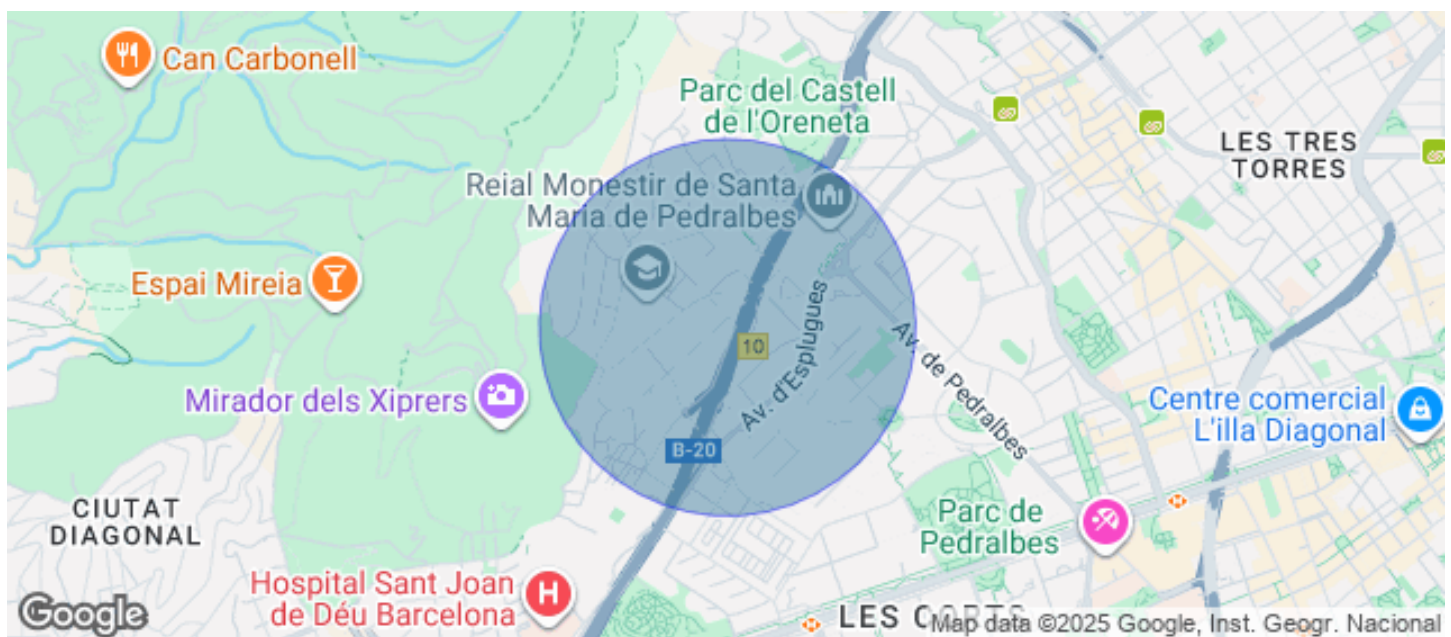 Can Carbonell
Parc del Castell
de l'Oreneta
LES TRES
TORRES
Reial Monestir de Santa
Maria de Pedralbes
Espai Mireia
10
Av. d'Esplugues
Av. de Pedralbes
Mirador dels Xiprers
Centre comercial
L'illa Diagonal
B-20
CIUTAT
DIAGONAL
Parc de
Pedralbes
Hospital Sant Joan
de Déu Barcelona
H
LES CORTS
Google
Map data ©2025 Google, Inst. Geogr. Nacional